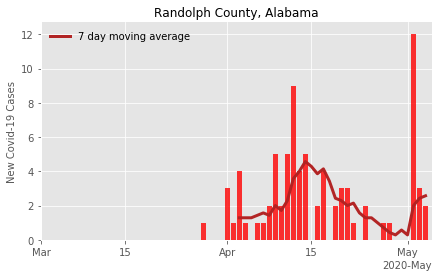 Randolph County, Alabama
7 day moving average
New Covid-19 Cases
12
10
8
6
4
2
0
Mar 15 Apr 15 May
2020-May